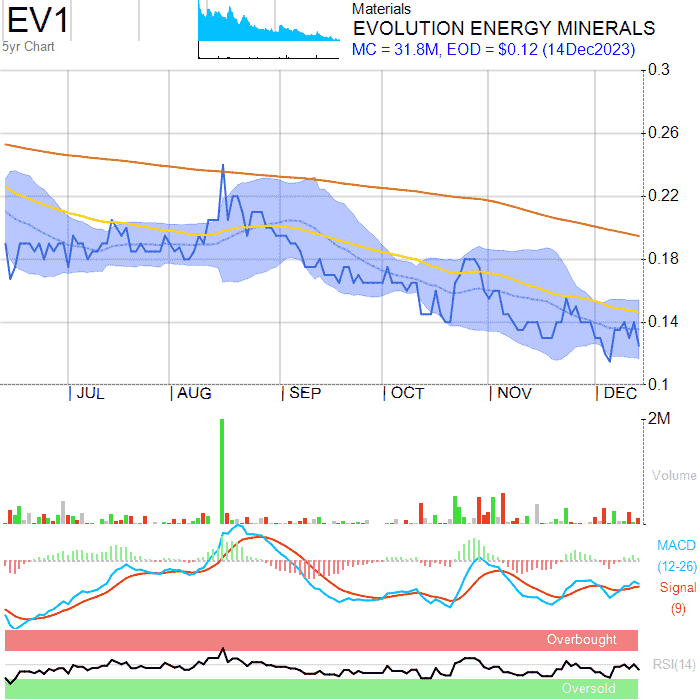 EV1
5yr Chart
Materials
EVOLUTION ENERGY MINERALS
MC = 31.8M, EOD = $0.12 (14Dec2023)
0.3
0.26
0.22
0.18
0.14
0.1
JUL AUG SEP OCT NOV DEC
2M
Volume
MACD
(12-26)
Signal
(9)
Overbought
RSI(14)
Oversold